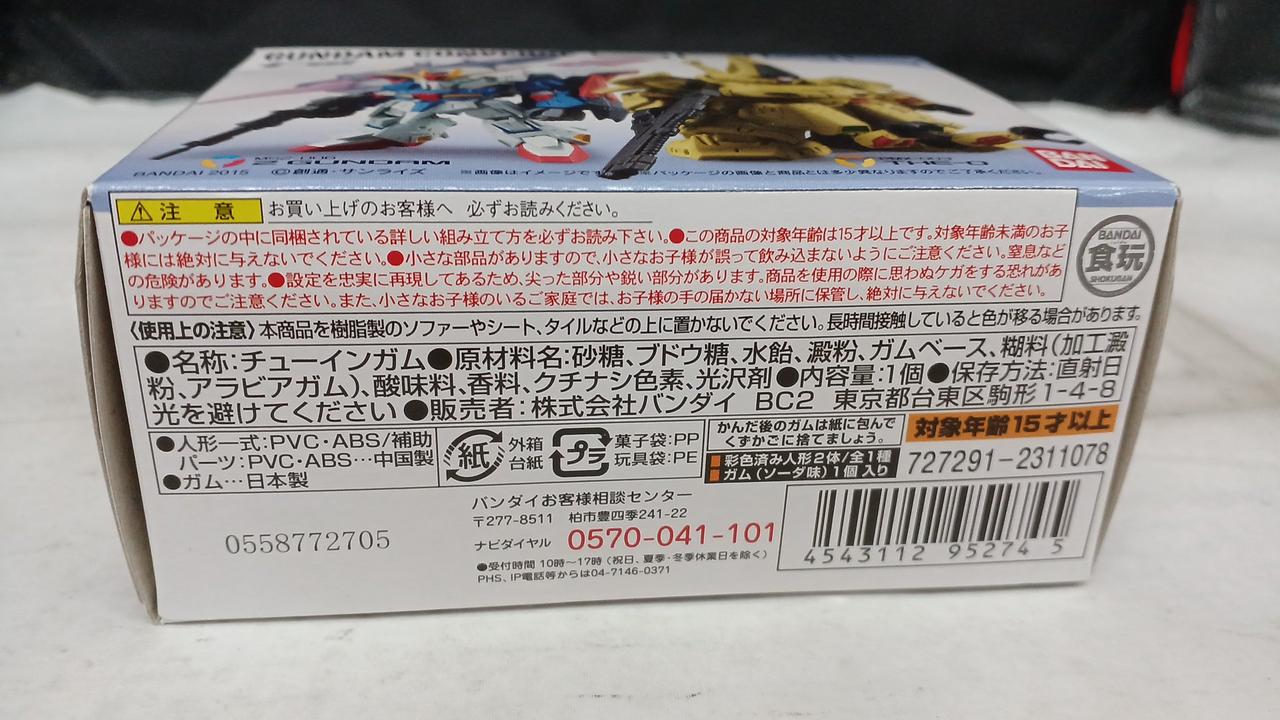 GUNDAM CONVERGE
GUNDAM
THE-O
BANDAI 2015 ©創通・サンライズ
BAN
DAI
⚠注 意 お買い上げのお客様へ 必ずお読みください。
●パッケージの中に同梱されている詳しい組み立て方を必ずお読み下さい。●この商品の対象年齢は15才以上です。対象年齢未満のお子
様には絶対に与えないでください。●小さな部品がありますので、小さなお子様が誤って飲み込まないようにご注意ください。窒息など
の危険があります。●設定を忠実に再現してあるため、尖った部分や鋭い部分があります。商品を使用の際に思わぬケガをする恐れがあ
りますのでご注意ください。また、小さなお子様のいるご家庭では、お子様の手の届かない場所に保管し、絶対に与えないでください。
BANDAI
食玩
SHOKUGAN
〈使用上の注意〉本商品を樹脂製のソファーやシート、タイルなどの上に置かないでください。長時間接触していると色が移る場合があります。
●名称:チューインガム●原材料名:砂糖、ブドウ糖、水飴、澱粉、ガムベース、糊料(加工澱
粉、アラビアガム)、酸味料、香料、クチナシ色素、光沢剤●内容量:1個●保存方法:直射日
光を避けてください●販売者:株式会社バンダイ BC2 東京都台東区駒形1-4-8
●人形一式:PVC・ABS/補助
パーツ:PVC・ABS…中国製
●ガム…日本製
紙
外箱
台紙
プラ
菓子袋:PP
玩具袋:PE
かんだ後のガムは紙に包んで
くずかごに捨てましょう。
■彩色済み人形2体/全1種
■ガム(ソーダ味)1個入り
対象年齢15才以上
727291-2311078
バンダイお客様相談センター
〒277-8511 柏市豊四季241-22
ナビダイヤル 0570-041-101
●受付時間 10時〜17時(祝日、夏季・冬季休業日を除く)
PHS、IP電話等からは04-7146-0371
0558772705
4543112 95274 5